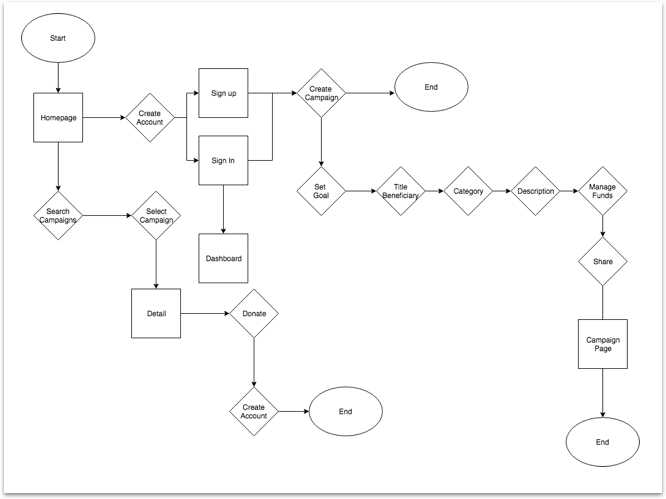 Start
Homepage
Create
Account
Sign up
Sign In
Create
Campaign
End
Set
Goal
Title
Beneficiary
Category
Description
Manage
Funds
Search
Campaigns
Select
Campaign
Dashboard
Share
Detail
Donate
Campaign
Page
Create
Account
End
End